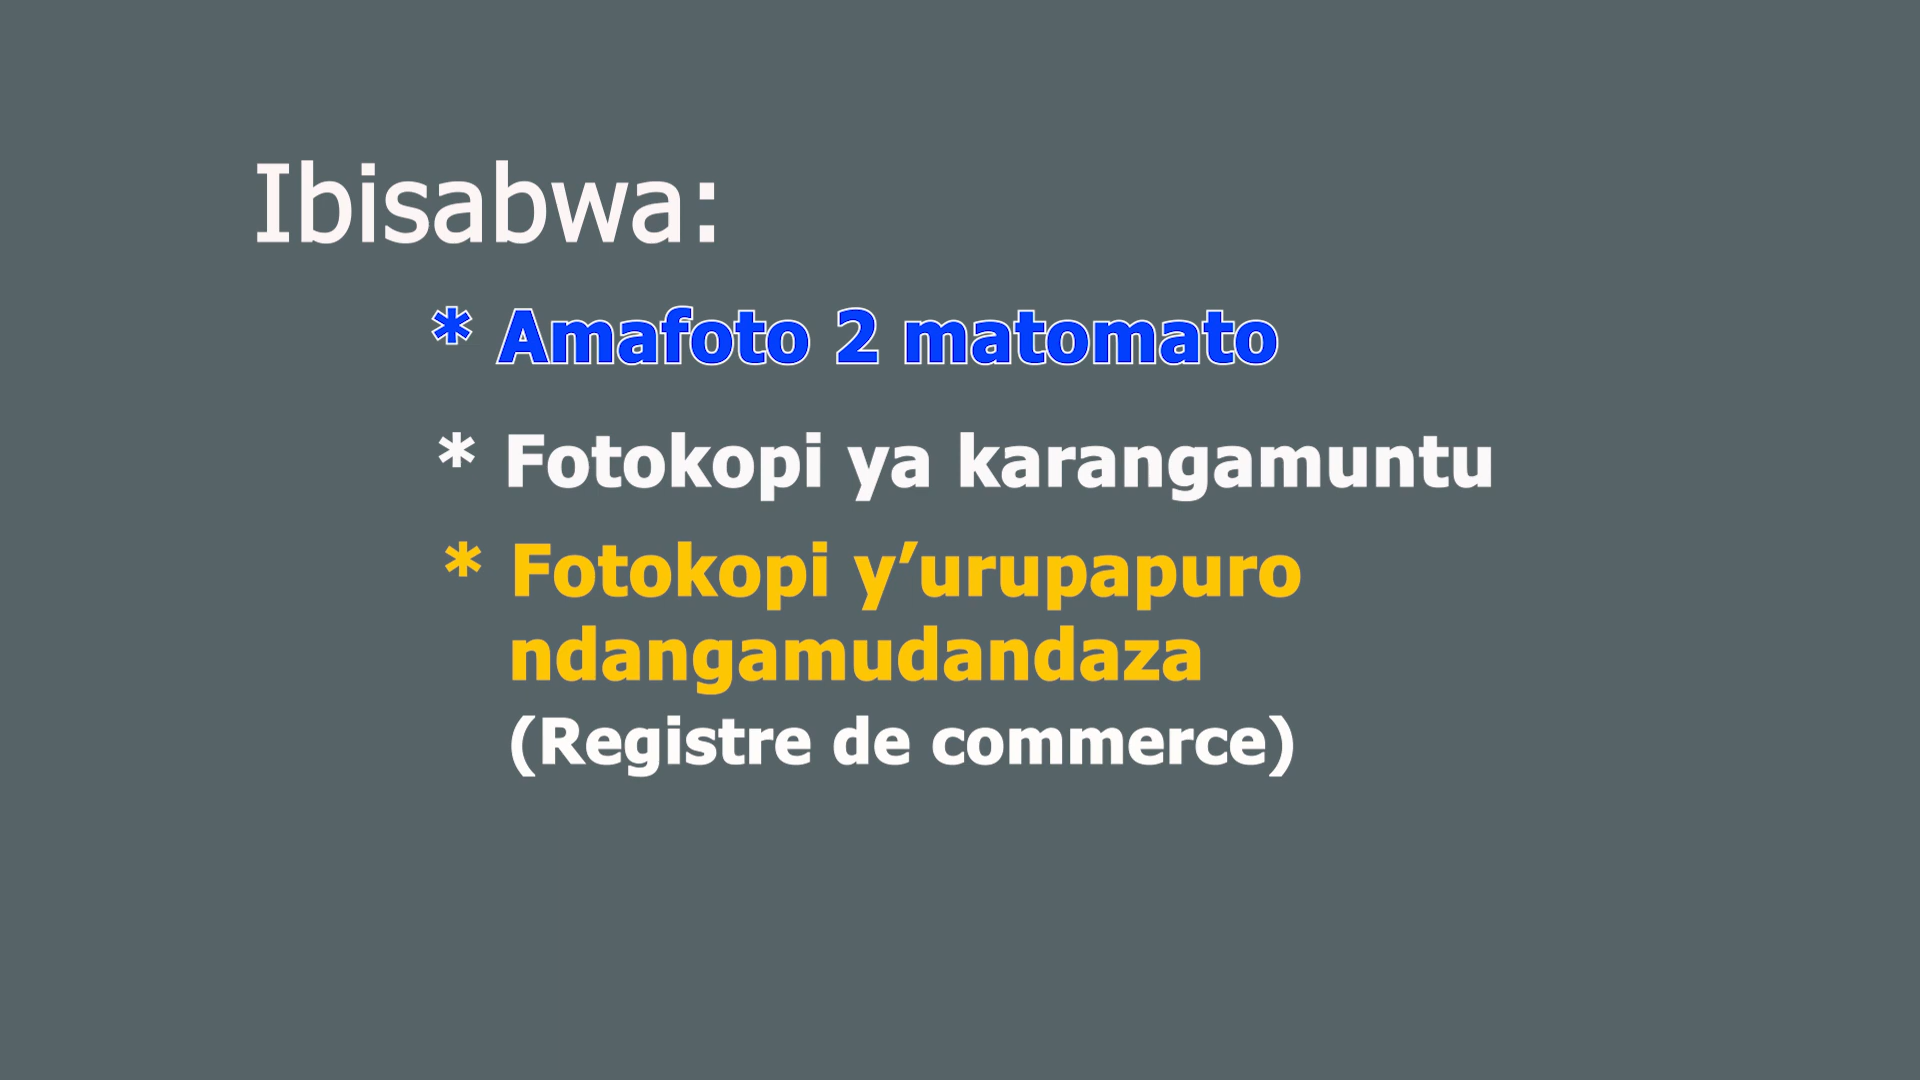 Ibisabwa:
* Amafoto 2 matomato
* Fotokopi ya karangamuntu
* Fotokopi y’urupapuro
ndangamudandaza
(Registre de commerce)